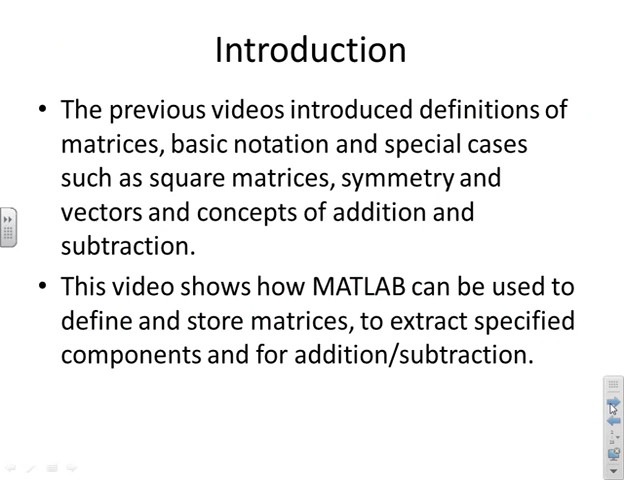 Introduction
• The previous videos introduced definitions of
matrices, basic notation and special cases
such as square matrices, symmetry and
vectors and concepts of addition and
subtraction.
• This video shows how MATLAB can be used to
define and store matrices, to extract specified
components and for addition/subtraction.